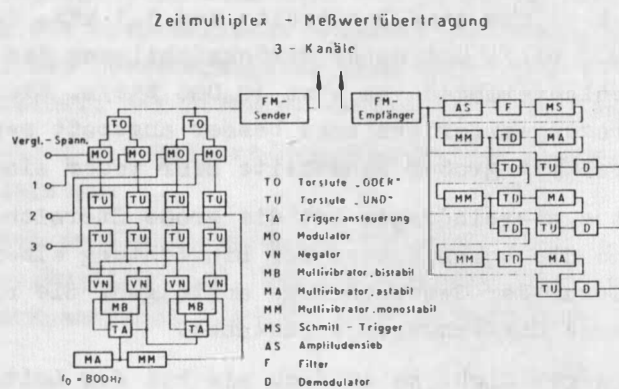 Zeitmultiplex - Meßwertübertragung
3 - Kanäle
FM-
Sender
FM-
Empfänger
AS F MS
TO TO
Vergl.-Spann.
MO MO MO MO
MM TD MA
TD TU D
1
2
3
TU TU TU TU
TU TU TU TU
MM TD MA
TD TU D
VN VN VN VN
MB MB
TA TA
MM TD MA
TU D
MA MM
f0 = 800Hz
TO Torstufe „ODER"
TU Torstufe „UND"
TA Triggeransteuerung
MO Modulator
VN Negator
MB Multivibrator, bistabil
MA Multivibrator, astabil
MM Multivibrator, monostabil
MS Schmitt - Trigger
AS Amplitudensieb
F Filter
D Demodulator